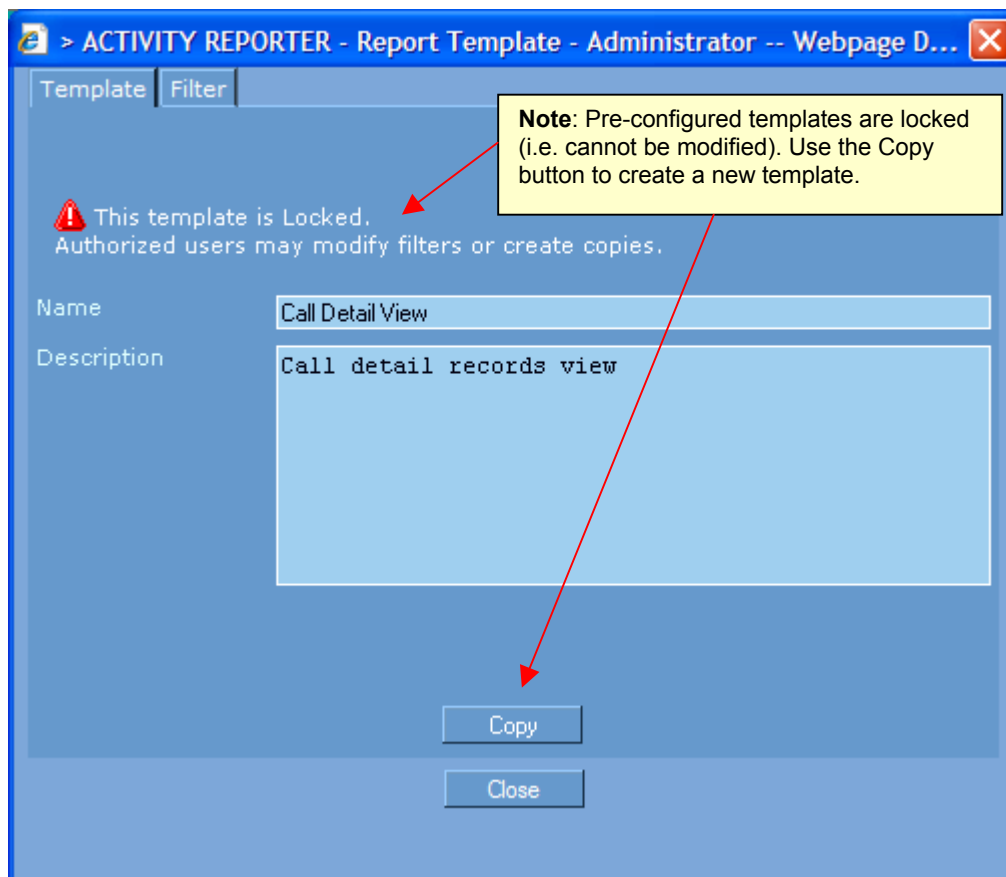 > ACTIVITY REPORTER - Report Template - Administrator -- Webpage D...
Template Filter
Note: Pre-configured templates are locked
(i.e. cannot be modified). Use the Copy
button to create a new template.
This template is Locked.
Authorized users may modify filters or create copies.
Name
Call Detail View
Description
Call detail records view
Copy
Close